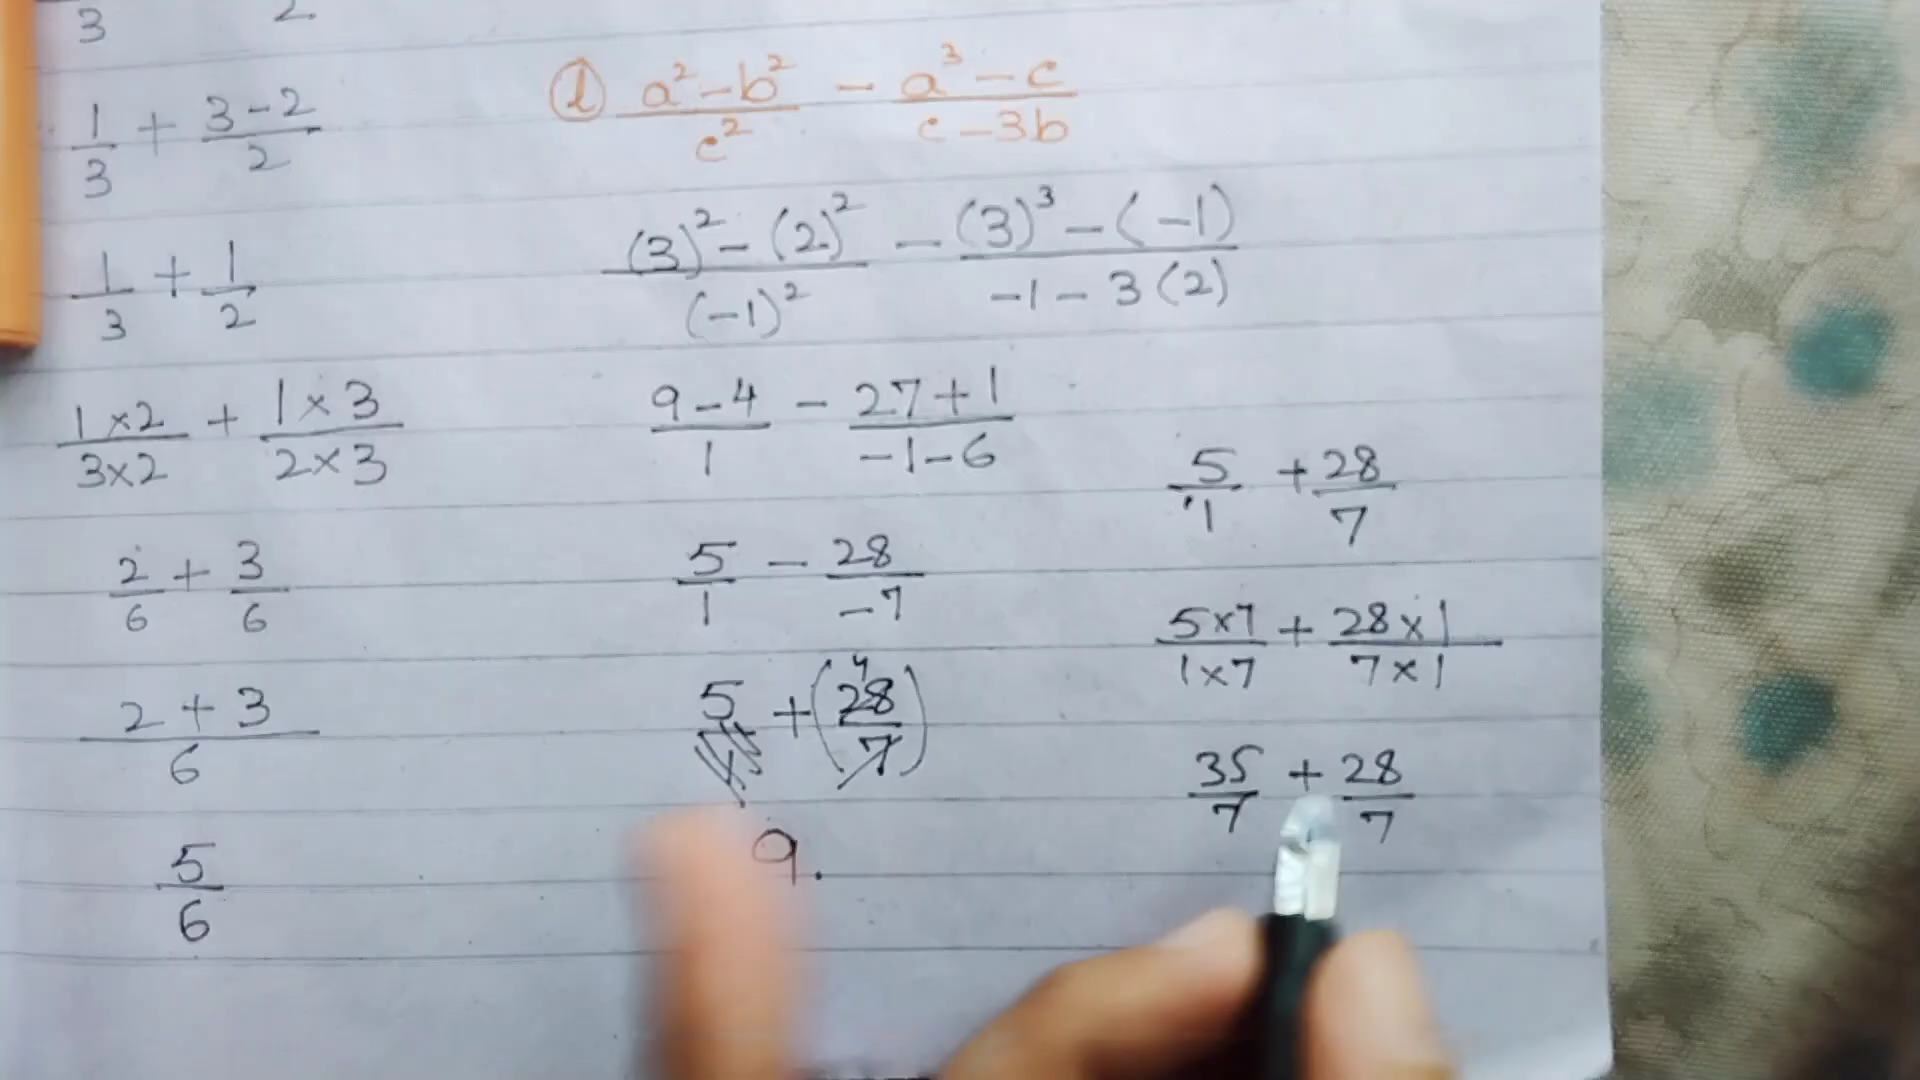 3 2
1/3 + (3-2)/2
1/3 + 1/2
(1×2)/(3×2) + (1×3)/(2×3)
2/6 + 3/6
(2+3)/6
5/6
ⓓ (a²-b²)/c² - (a³-c)/(c-3b)
((3)²-(2)²)/(-1)² - ((3)³-(-1))/(-1-3(2))
(9-4)/1 - (27+1)/(-1-6)
5/1 - 28/-7
5 + (28/7) 4
9.
5/1 + 28/7
(5×7)/(1×7) + (28×1)/(7×1)
35/7 + 28/7